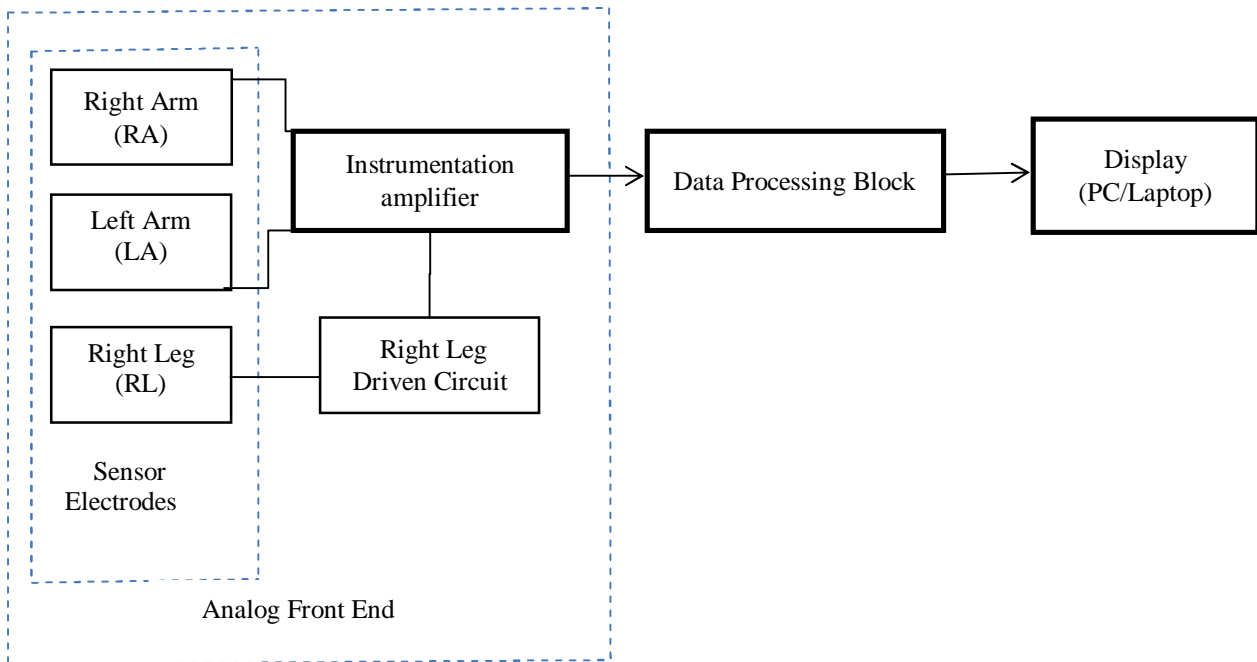 Right Arm
(RA)
Left Arm
(LA)
Right Leg
(RL)
Sensor
Electrodes
Instrumentation
amplifier
Right Leg
Driven Circuit
Analog Front End
Data Processing Block
Display
(PC/Laptop)